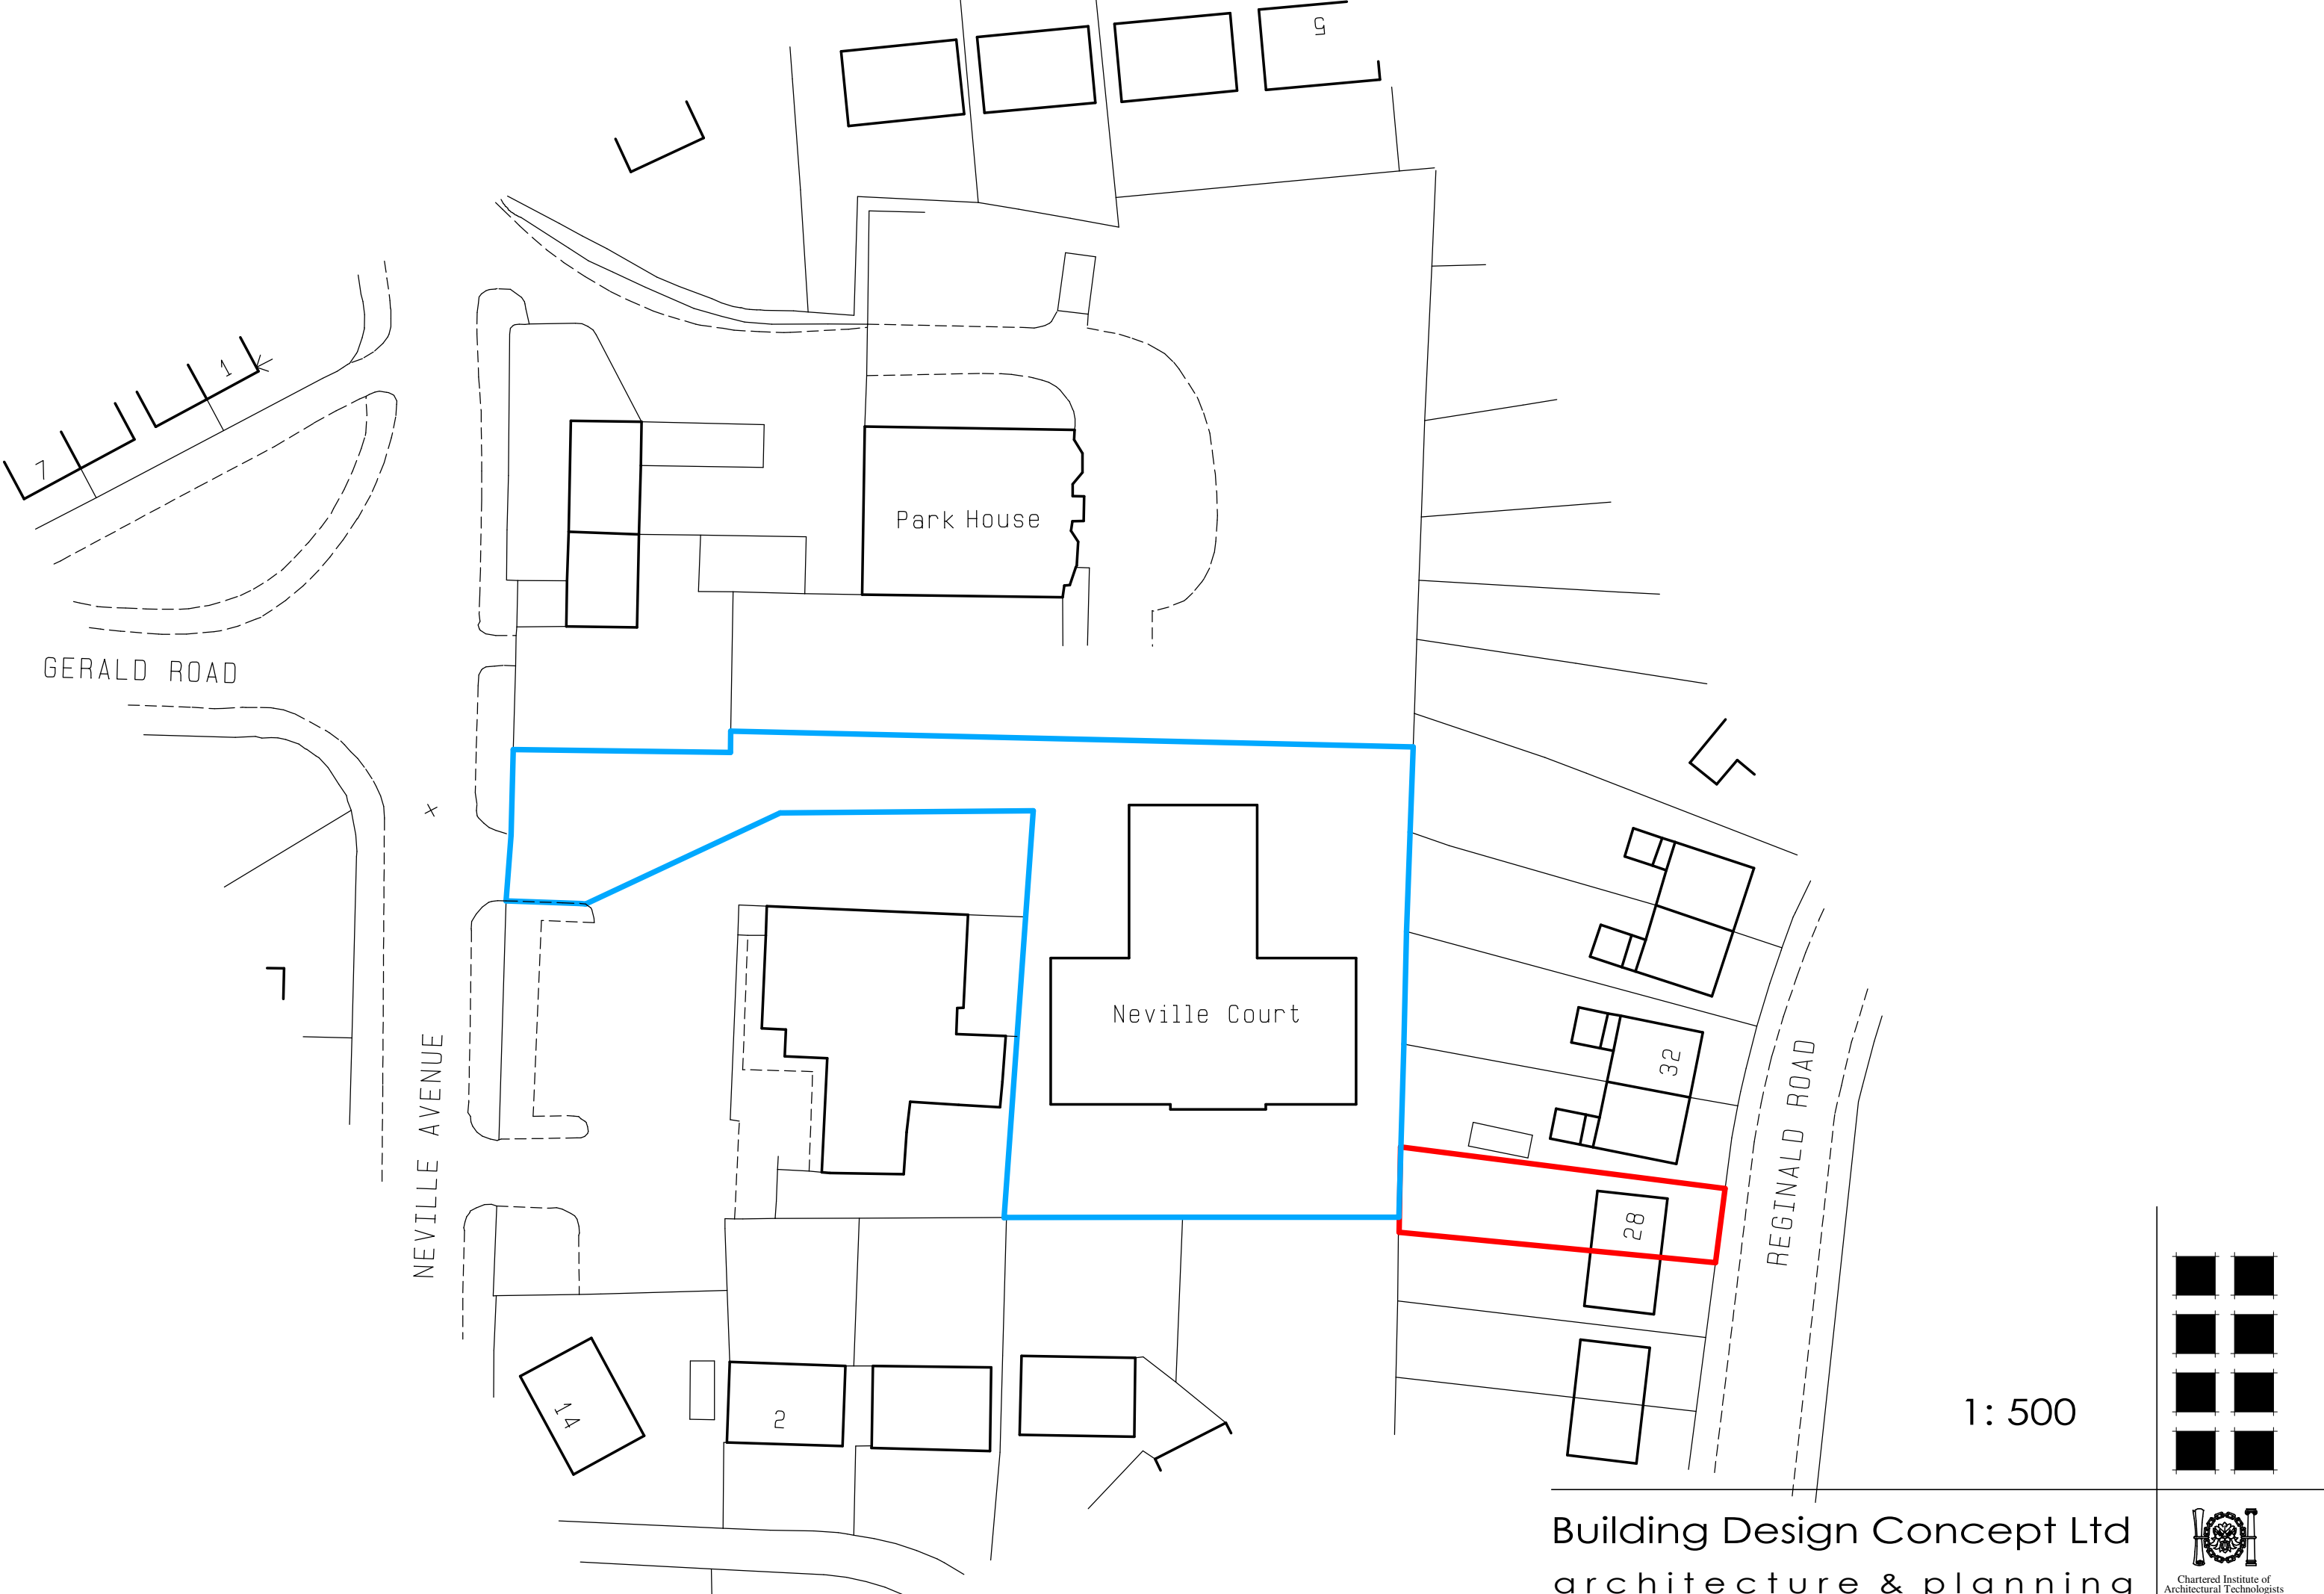 5
1
7
Park House
GERALD ROAD
Neville Court
32
NEVILLE AVENUE
REGINALD ROAD
28
14
2
1: 500
Building Design Concept Ltd
architecture & planning
Chartered Institute of
Architectural Technologists